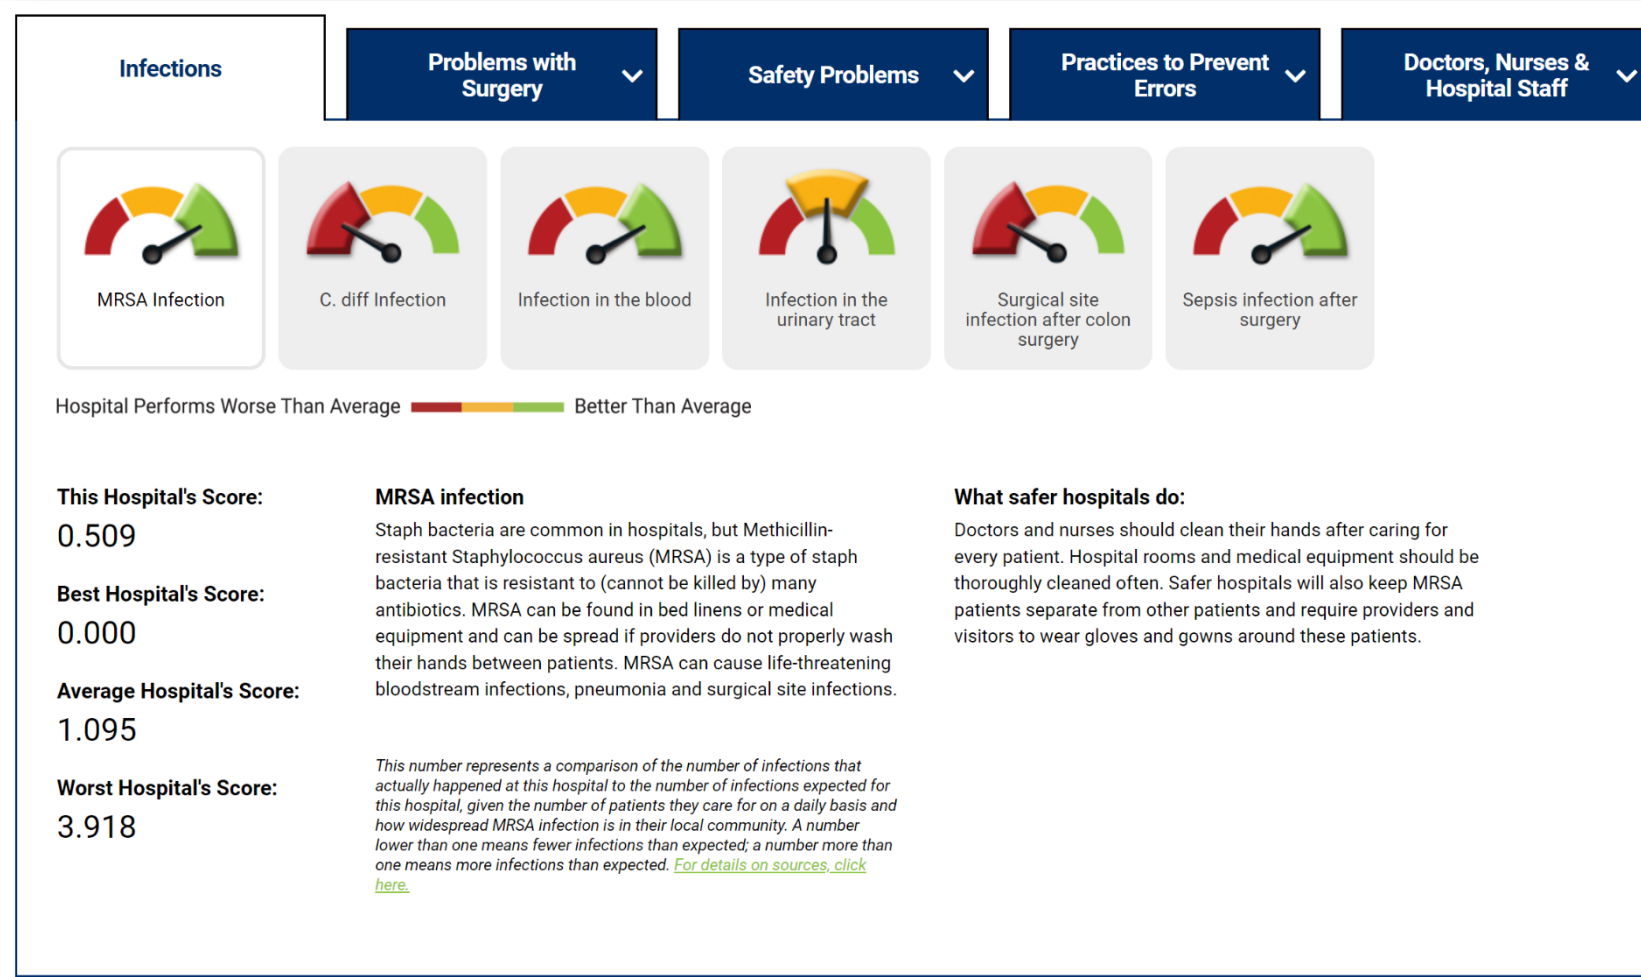 Infections
Problems with
Surgery
Safety Problems
Practices to Prevent
Errors
Doctors, Nurses &
Hospital Staff
MRSA Infection
C. diff Infection
Infection in the blood
Infection in the
urinary tract
Surgical site
infection after colon
surgery
Sepsis infection after
surgery
Hospital Performs Worse Than Average
Better Than Average
This Hospital's Score:
0.509
Best Hospital's Score:
0.000
Average Hospital's Score:
1.095
Worst Hospital's Score:
3.918
MRSA infection
Staph bacteria are common in hospitals, but Methicillin-
resistant Staphylococcus aureus (MRSA) is a type of staph
bacteria that is resistant to (cannot be killed by) many
antibiotics. MRSA can be found in bed linens or medical
equipment and can be spread if providers do not properly wash
their hands between patients. MRSA can cause life-threatening
bloodstream infections, pneumonia and surgical site infections.
This number represents a comparison of the number of infections that
actually happened at this hospital to the number of infections expected for
this hospital, given the number of patients they care for on a daily basis and
how widespread MRSA infection is in their local community. A number
lower than one means fewer infections than expected; a number more than
one means more infections than expected. For details on sources, click
here.
What safer hospitals do:
Doctors and nurses should clean their hands after caring for
every patient. Hospital rooms and medical equipment should be
thoroughly cleaned often. Safer hospitals will also keep MRSA
patients separate from other patients and require providers and
visitors to wear gloves and gowns around these patients.